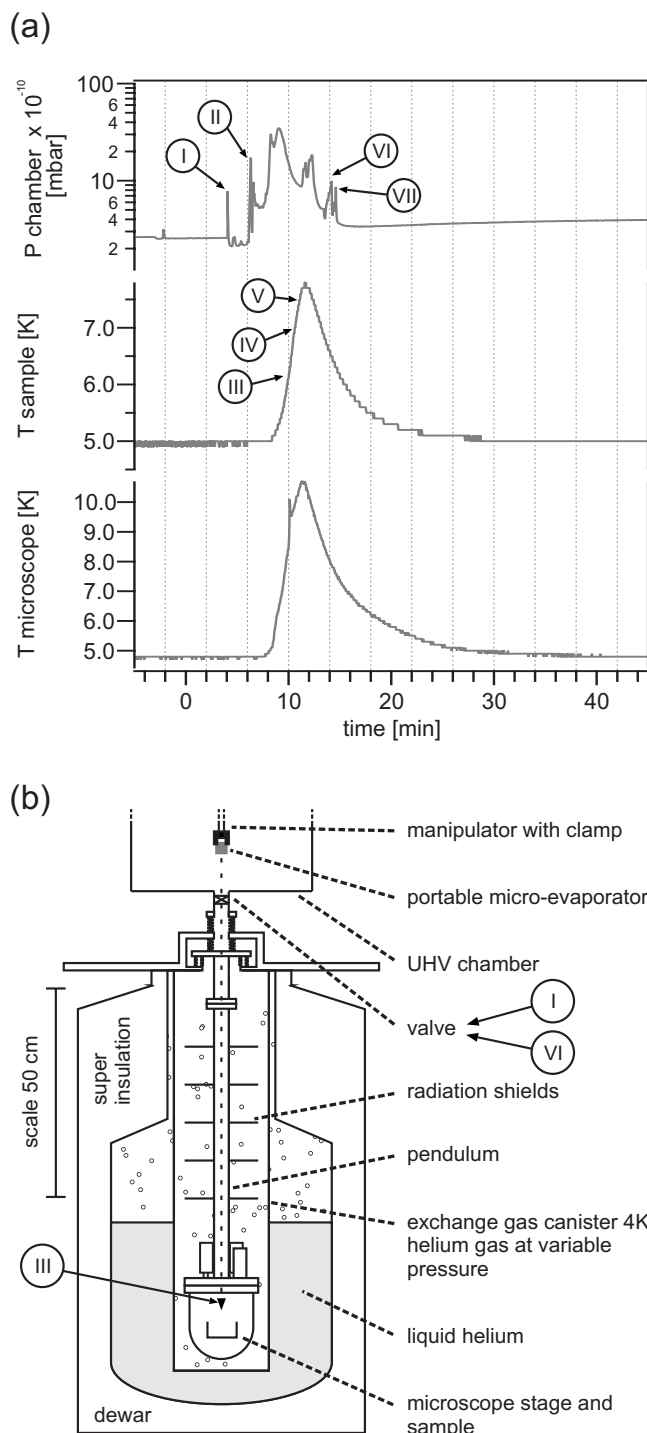 (a)
P chamber x 10^-10
[mbar]
100
6
4
2
10
6
4
2
I
II
VI
VII
T sample [K]
7.0
6.0
5.0
V
IV
III
T microscope [K]
10.0
9.0
8.0
7.0
6.0
5.0
0
10
20
30
40
time [min]
(b)
manipulator with clamp
portable micro-evaporator
UHV chamber
I
valve
VI
scale 50 cm
super
insulation
radiation shields
pendulum
exchange gas canister 4K
helium gas at variable
pressure
III
liquid helium
microscope stage and
sample
dewar